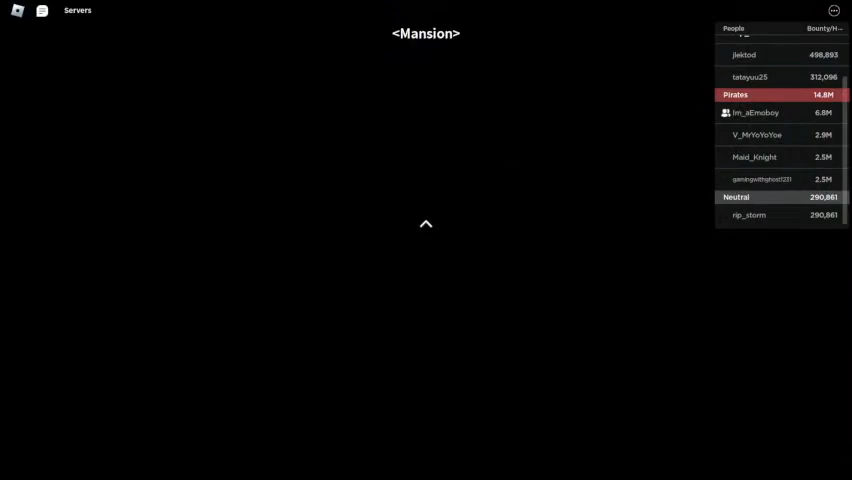 Servers
<Mansion>
People Bounty/H...
jlektod 498,893
tatayuu25 312,096
Pirates 14.8M
Im_aEmoboy 6.8M
V_MrYoYoYoe 2.9M
Maid_Knight 2.5M
gamingwithghost1231 2.5M
Neutral 290,861
rip_storm 290,861